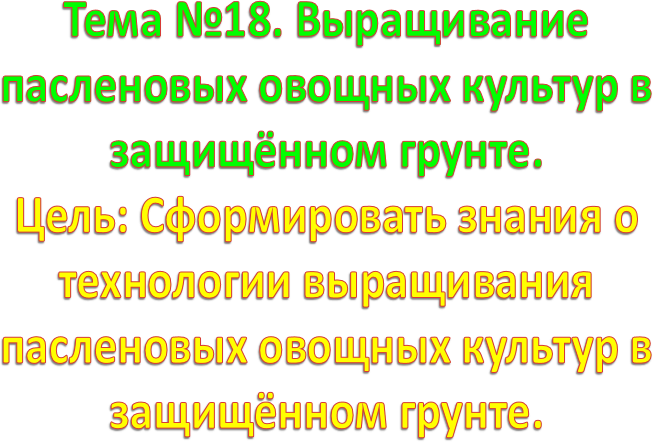 Тема №18. Выращивание
пасленовых овощных культур в
защищённом грунте.
Цель: Сформировать знания о
технологии выращивания
пасленовых овощных культур в
защищённом грунте.